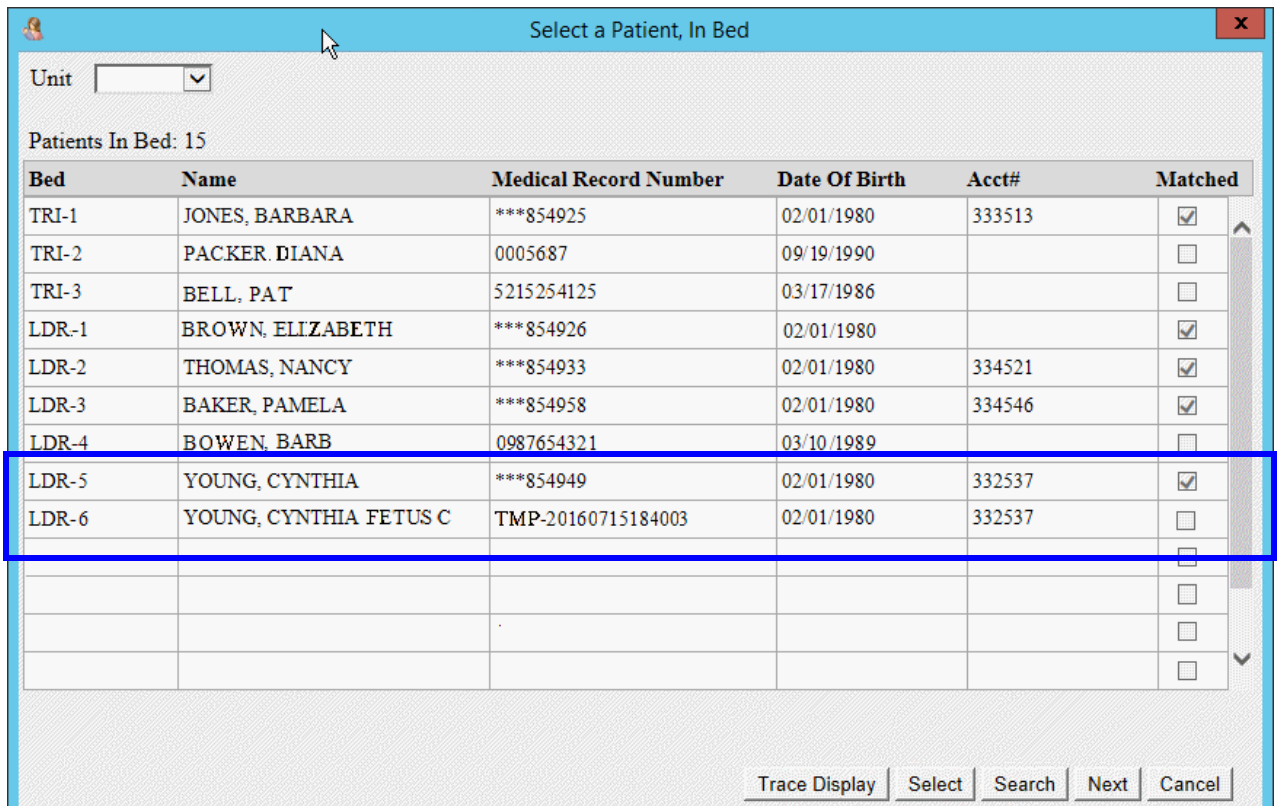 Select a Patient, In Bed
x
Unit
Patients In Bed: 15
Bed Name Medical Record Number Date Of Birth Acct# Matched
TRI-1 JONES, BARBARA ***854925 02/01/1980 333513
TRI-2 PACKER. DIANA 0005687 09/19/1990
TRI-3 BELL, PAT 5215254125 03/17/1986
LDR-1 BROWN, ELIZABETH ***854926 02/01/1980
LDR-2 THOMAS, NANCY ***854933 02/01/1980 334521
LDR-3 BAKER, PAMELA ***854958 02/01/1980 334546
LDR-4 BOWEN, BARB 0987654321 03/10/1989
LDR-5 YOUNG, CYNTHIA ***854949 02/01/1980 332537
LDR-6 YOUNG, CYNTHIA FETUS C TMP-20160715184003 02/01/1980 332537
Trace Display Select Search Next Cancel